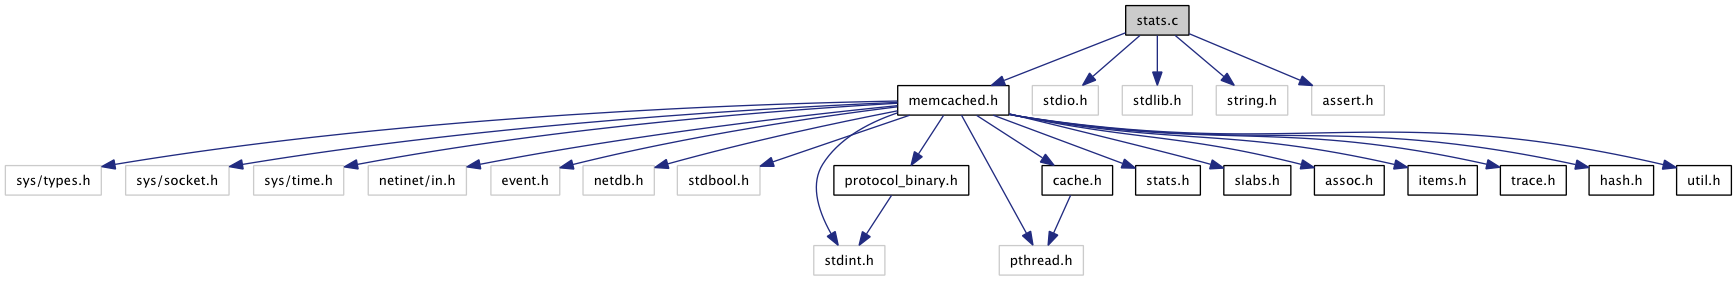 stats.c
memcached.h
stdio.h
stdlib.h
string.h
assert.h
sys/types.h
sys/socket.h
sys/time.h
netinet/in.h
event.h
netdb.h
stdbool.h
protocol_binary.h
cache.h
stats.h
slabs.h
assoc.h
items.h
trace.h
hash.h
util.h
stdint.h
pthread.h